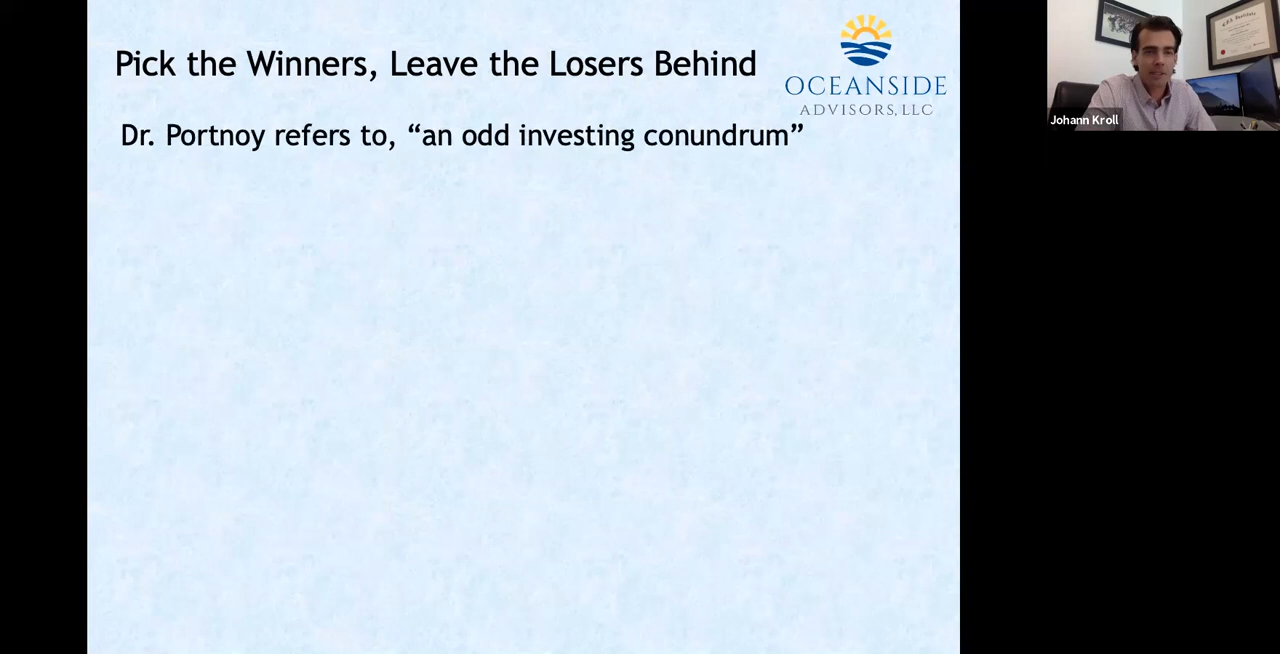 Pick the Winners, Leave the Losers Behind
OCEANSIDE
ADVISORS, LLC
Dr. Portnoy refers to, “an odd investing conundrum”
Johann Kroll